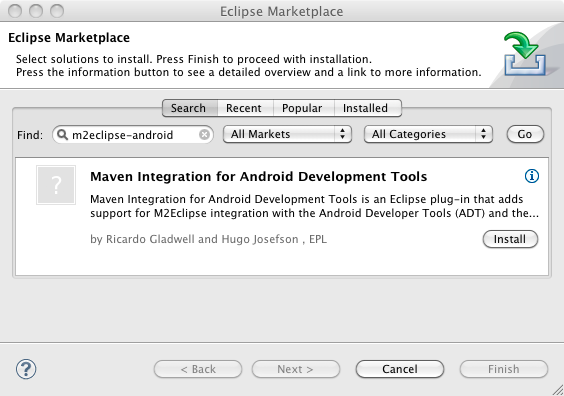 Eclipse Marketplace
Eclipse Marketplace
Select solutions to install. Press Finish to proceed with installation.
Press the information button to see a detailed overview and a link to more information.
Search Recent Popular Installed
Find: m2eclipse-android All Markets All Categories Go
?
Maven Integration for Android Development Tools i
Maven Integration for Android Development Tools is an Eclipse plug-in that adds
support for M2Eclipse integration with the Android Developer Tools (ADT) and the...
by Ricardo Gladwell and Hugo Josefson , EPL Install
? < Back Next > Cancel Finish